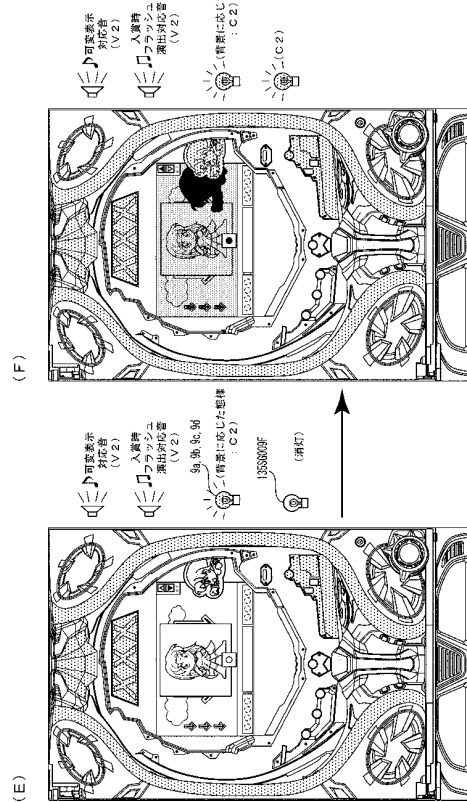 (E)
♪可変表示
対応音
(V2)
入賞時
♫フラッシュ
演出対応音
(V2)
9a, 9b, 9c, 9d
(背景に応じた態様
:C2)
1353G009F
(消灯)
(F)
♪可変表示
対応音
(V2)
入賞時
♫フラッシュ
演出対応音
(V2)
(背景に応じ
:C2)
(C2)